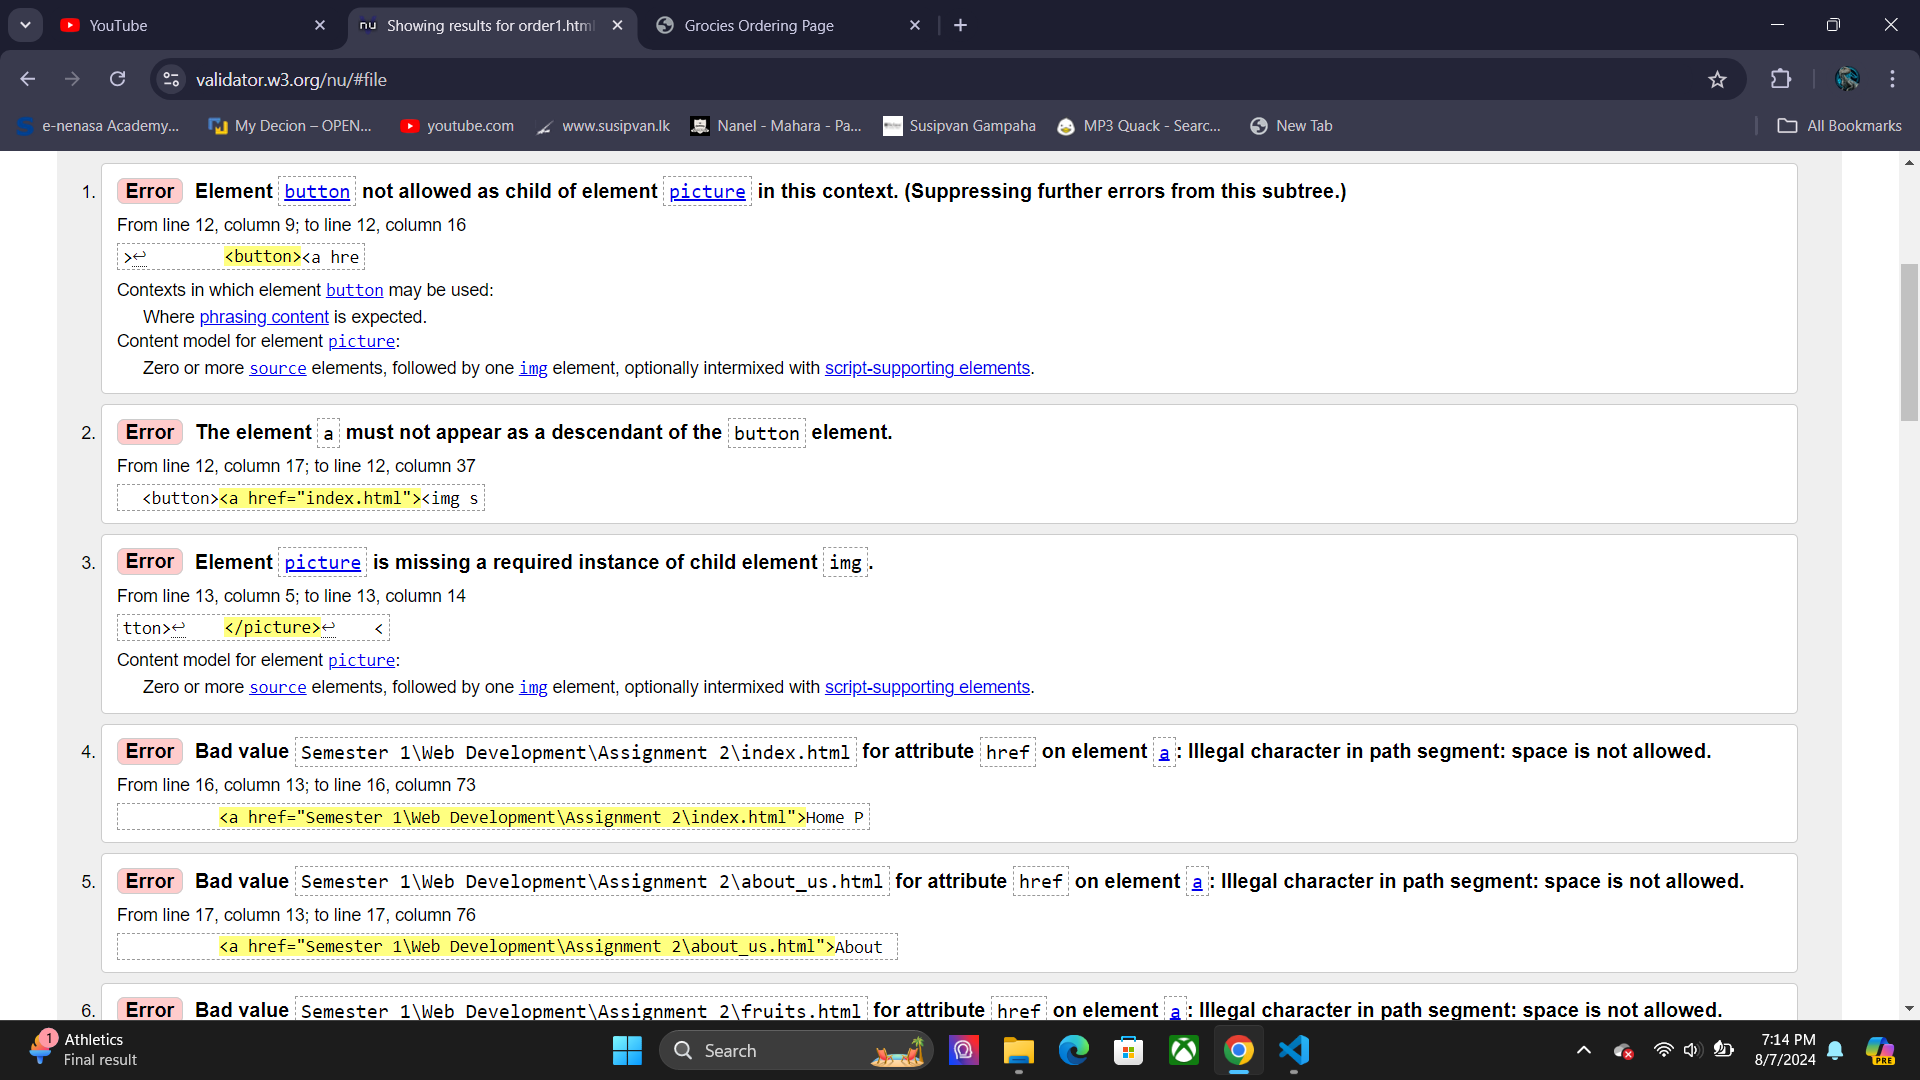 YouTube
Showing results for order1.html
Grocies Ordering Page
validator.w3.org/nu/#file
e-nenasa Academy...
My Decion – OPEN...
youtube.com
www.susipvan.lk
Nanel - Mahara - Pa...
Susipvan Gampaha
MP3 Quack - Searc...
New Tab
All Bookmarks
1. Error Element button not allowed as child of element picture in this context. (Suppressing further errors from this subtree.)
From line 12, column 9; to line 12, column 16
>↩ <button><a hre
Contexts in which element button may be used:
Where phrasing content is expected.
Content model for element picture:
Zero or more source elements, followed by one img element, optionally intermixed with script-supporting elements.
2. Error The element a must not appear as a descendant of the button element.
From line 12, column 17; to line 12, column 37
<button><a href="index.html"><img s
3. Error Element picture is missing a required instance of child element img.
From line 13, column 5; to line 13, column 14
tton>↩ </picture>↩ <
Content model for element picture:
Zero or more source elements, followed by one img element, optionally intermixed with script-supporting elements.
4. Error Bad value Semester 1\Web Development\Assignment 2\index.html for attribute href on element a: Illegal character in path segment: space is not allowed.
From line 16, column 13; to line 16, column 73
<a href="Semester 1\Web Development\Assignment 2\index.html">Home P
5. Error Bad value Semester 1\Web Development\Assignment 2\about_us.html for attribute href on element a: Illegal character in path segment: space is not allowed.
From line 17, column 13; to line 17, column 76
<a href="Semester 1\Web Development\Assignment 2\about_us.html">About
6. Error Bad value Semester 1\Web Development\Assignment 2\fruits.html for attribute href on element a: Illegal character in path segment: space is not allowed.
1
Athletics
Final result
Search
7:14 PM
8/7/2024
PRE